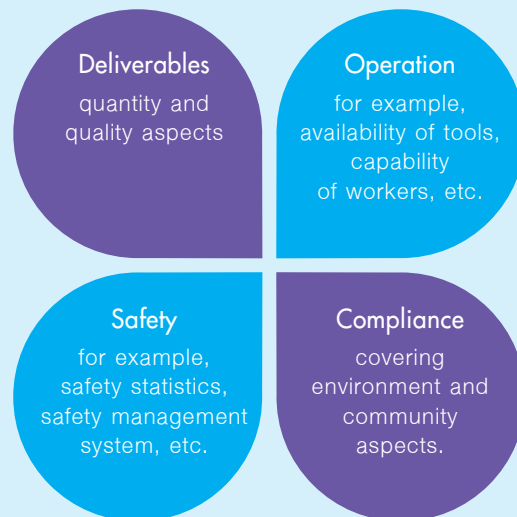 Deliverables
quantity and
quality aspects
Operation
for example,
availability of tools,
capability
of workers, etc.
Safety
for example,
safety statistics,
safety management
system, etc.
Compliance
covering
environment and
community
aspects.